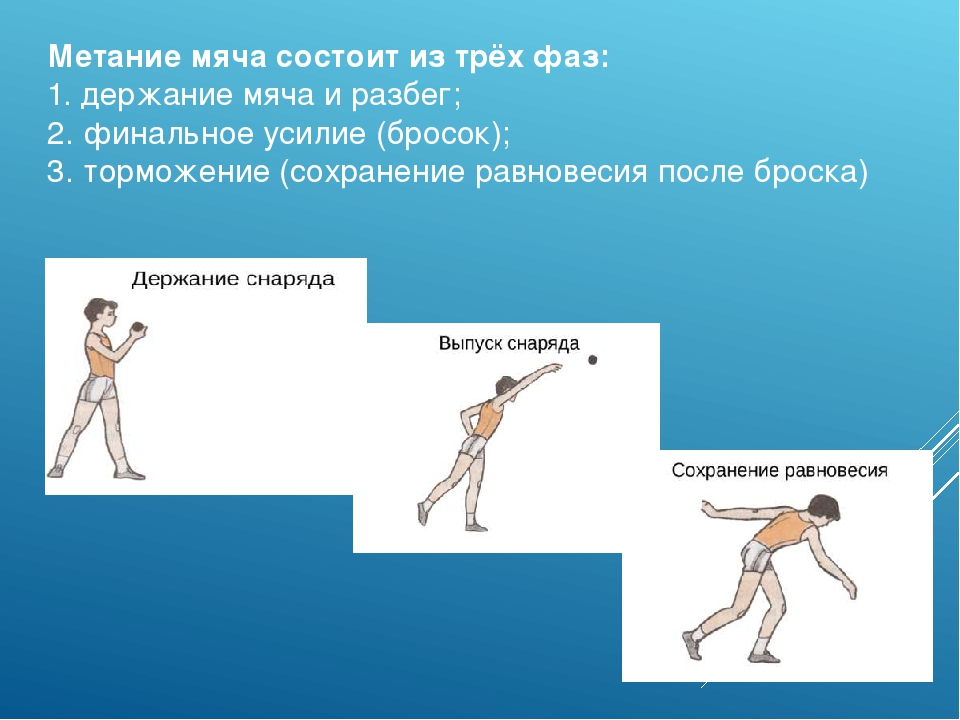 Метание мяча состоит из трёх фаз:
1. держание мяча и разбег;
2. финальное усилие (бросок);
3. торможение (сохранение равновесия после броска)
Держание снаряда
Выпуск снаряда
Сохранение равновесия